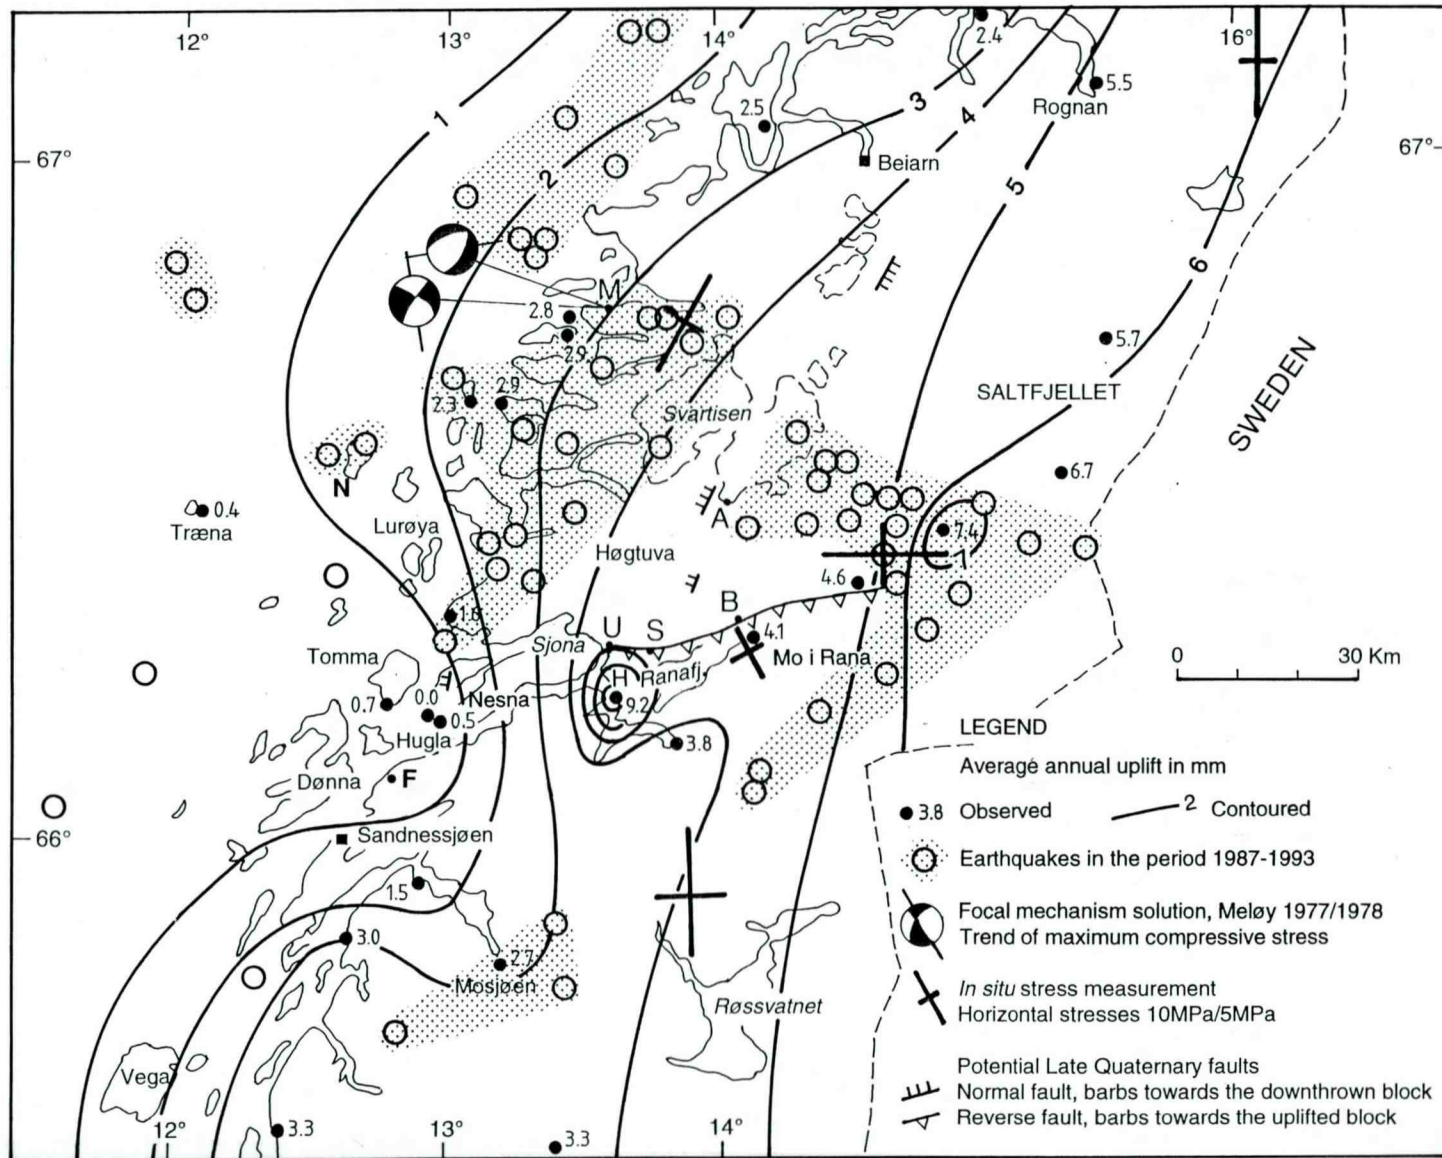 12°
13°
14°
16°
2.4
5.5
Rognan
1
2.5
3
4
67°
Beiarn
67°
2
5
6
M
2.8
2.9
5.7
SWEDEN
2.3
2.9
SALTFJELLET
Svartisen
6.7
N
A
0.4
Træna
Lurøya
7.4
7
Høgtuva
4.6
1.6
U
S
B
4.1
Sjona
Tomma
Mo i Rana
0
30 Km
H
Ranafj.
Nesna
9.2
0.7
0.0
0.5
Hugla
3.8
LEGEND
Average annual uplift in mm
Dønna
F
3.8 Observed
2 Contoured
66°
Sandnessjøen
Earthquakes in the period 1987-1993
1.5
Focal mechanism solution, Meløy 1977/1978
Trend of maximum compressive stress
3.0
2.7
Mosjøen
In situ stress measurement
Horizontal stresses 10MPa/5MPa
Røssvatnet
Vega
Potential Late Quaternary faults
Normal fault, barbs towards the downthrown block
Reverse fault, barbs towards the uplifted block
12°
3.3
13°
3.3
14°